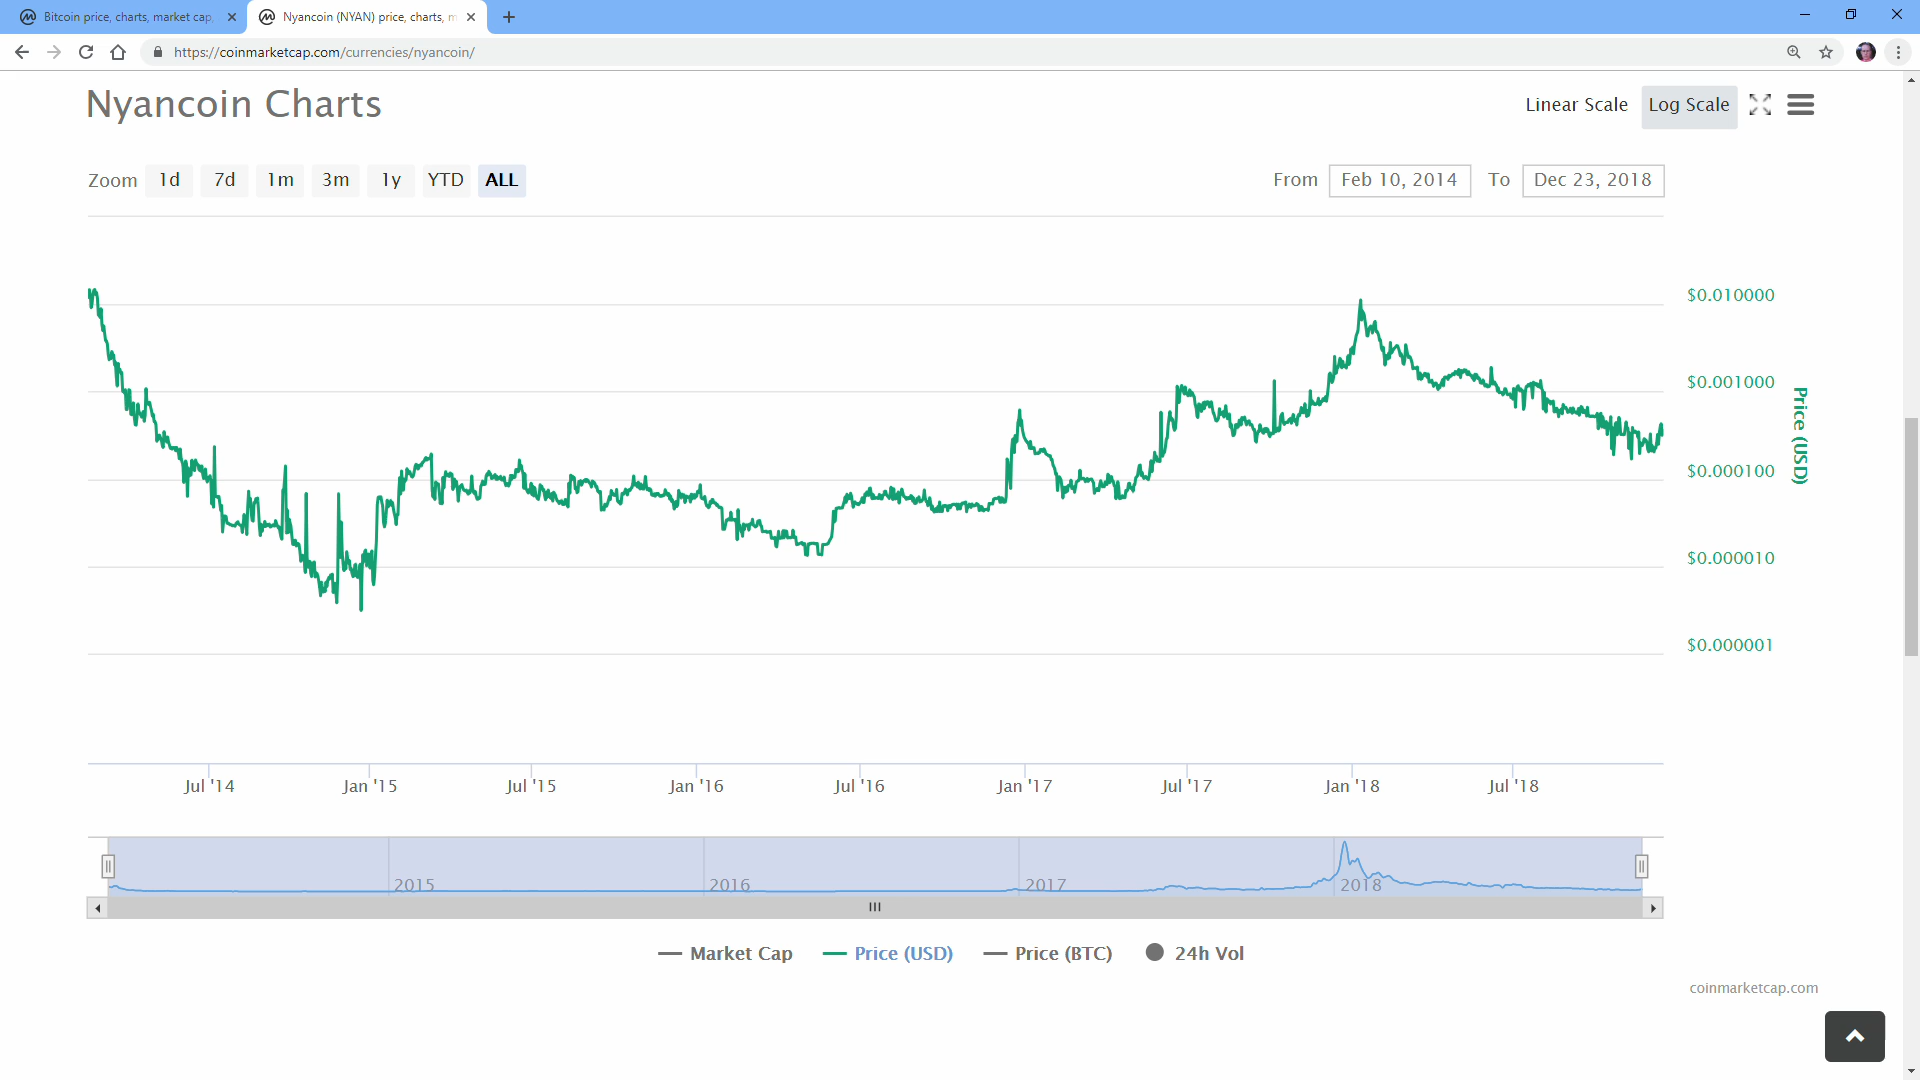 Bitcoin price, charts, market cap,
Nyancoin (NYAN) price, charts, m
https://coinmarketcap.com/currencies/nyancoin/
Nyancoin Charts
Linear Scale Log Scale
Zoom 1d 7d 1m 3m 1y YTD ALL
From Feb 10, 2014 To Dec 23, 2018
$0.010000
$0.001000
$0.000100
$0.000010
$0.000001
Price (USD)
Jul '14 Jan '15 Jul '15 Jan '16 Jul '16 Jan '17 Jul '17 Jan '18 Jul '18
2015 2016 2017 2018
Market Cap Price (USD) Price (BTC) 24h Vol
coinmarketcap.com